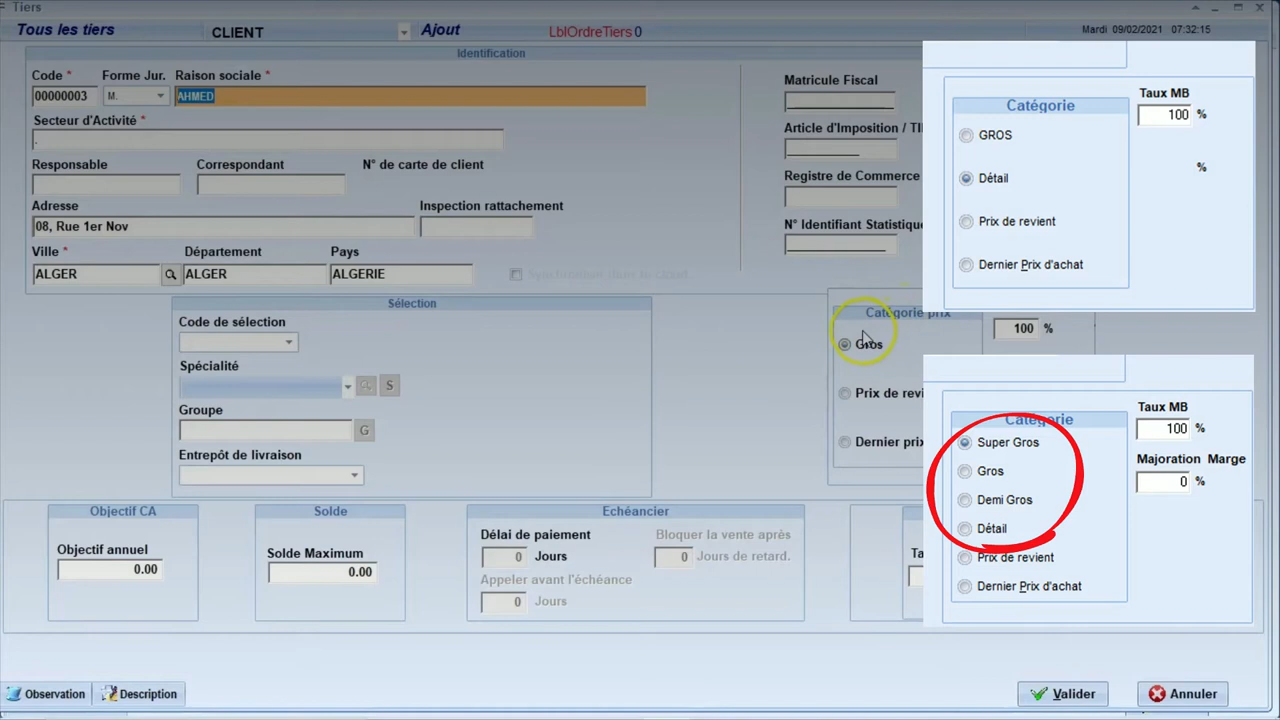 Tiers
Tous les tiers
CLIENT
Ajout
LblOrdreTiers 0
Mardi 09/02/2021 07:32:15
Identification
Code * Forme Jur. Raison sociale *
00000003 M. AHMED
Secteur d'Activité *
.
Responsable Correspondant N° de carte de client
Adresse Inspection rattachement
08, Rue 1er Nov
Ville * Département Pays
ALGER ALGER ALGERIE
Matricule Fiscal
Article d'Imposition / TI
Registre de Commerce
N° Identifiant Statistique
Catégorie
GROS
Détail
Prix de revient
Dernier Prix d'achat
Taux MB
100 %
%
Sélection
Code de sélection
Spécialité
S
Groupe
G
Entrepôt de livraison
Catégorie prix
100 %
Gros
Prix de revi
Dernier prix
Catégorie
Super Gros
Gros
Demi Gros
Détail
Prix de revient
Dernier Prix d'achat
Taux MB
100 %
Majoration Marge
0 %
Objectif CA
Objectif annuel
0.00
Solde
Solde Maximum
0.00
Echéancier
Délai de paiement Bloquer la vente après
0 Jours 0 Jours de retard.
Appeler avant l'échéance
0 Jours
Ta
Observation Description
Valider Annuler